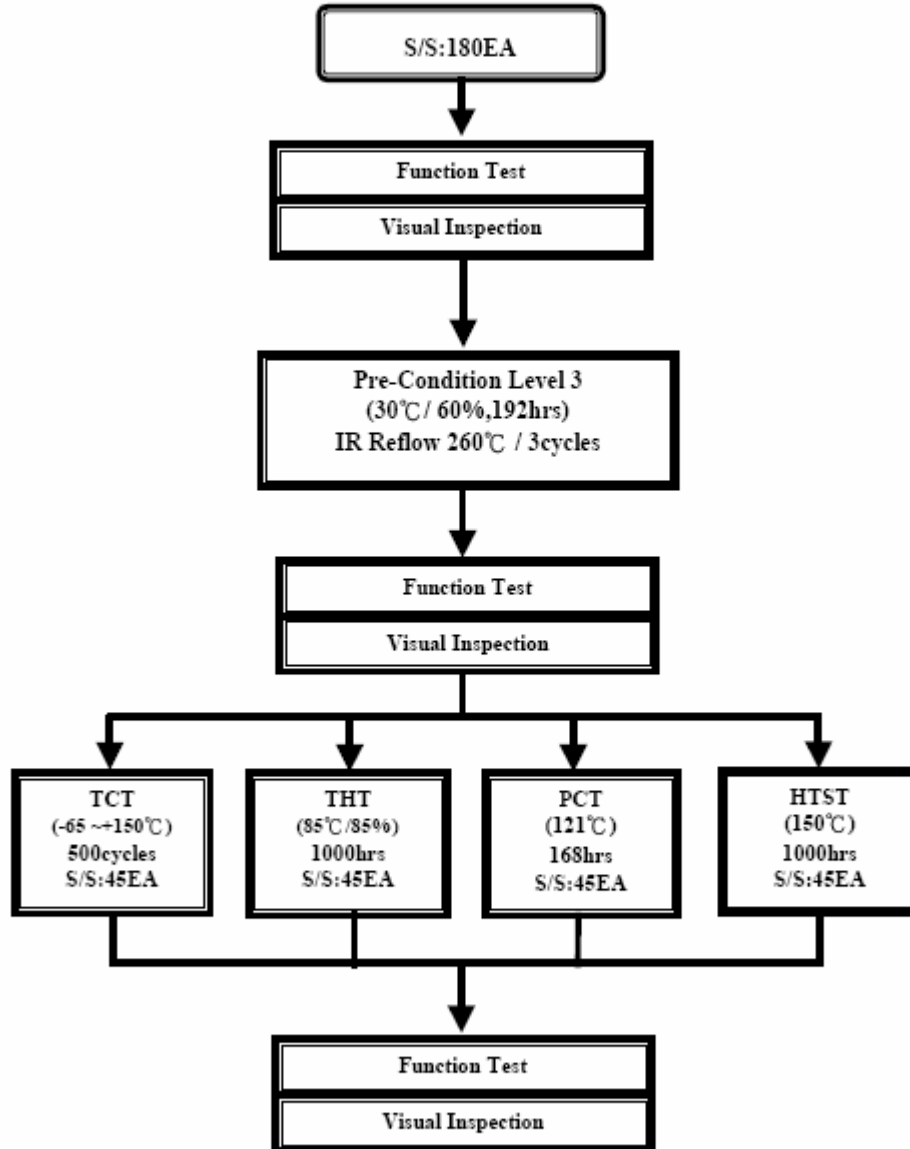 S/S:180EA
Function Test
Visual Inspection
Pre-Condition Level 3
(30℃/ 60%,192hrs)
IR Reflow 260℃ / 3cycles
Function Test
Visual Inspection
TCT
(-65 ~+150℃)
500cycles
S/S:45EA
THT
(85℃/85%)
1000hrs
S/S:45EA
PCT
(121℃)
168hrs
S/S:45EA
HTST
(150℃)
1000hrs
S/S:45EA
Function Test
Visual Inspection